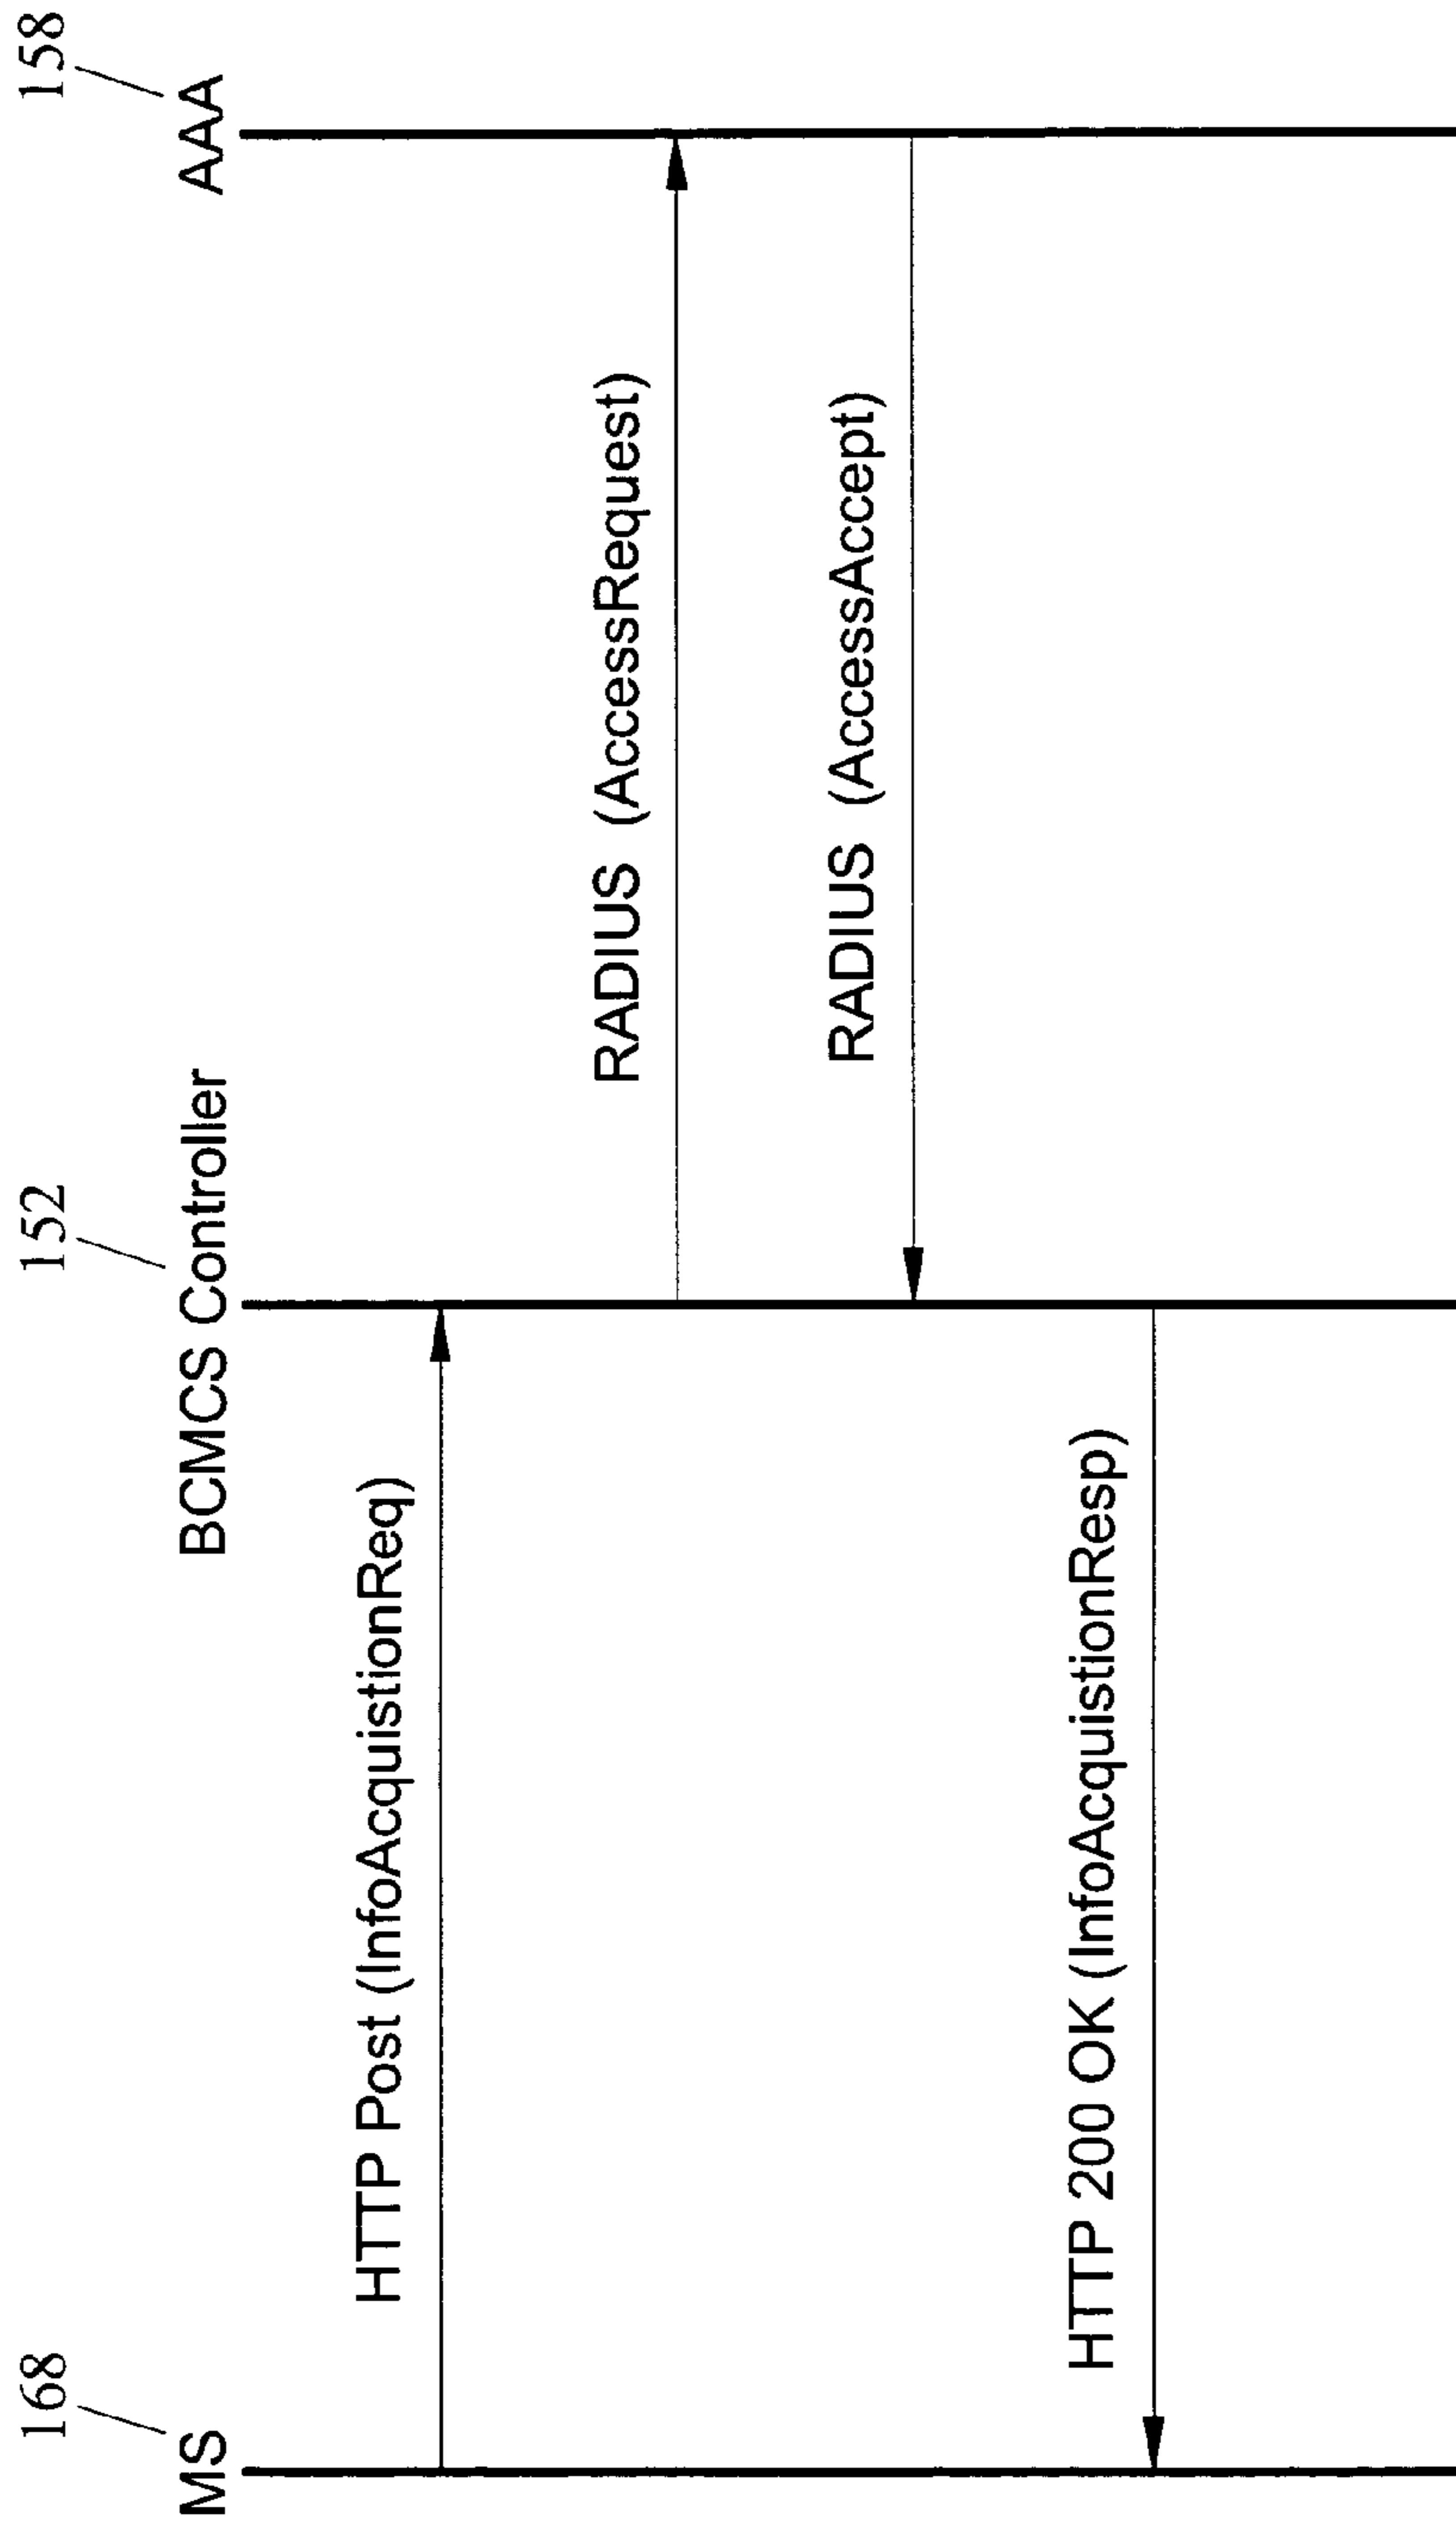 168
152
158
MS
BCMCS Controller
AAA
HTTP Post (InfoAcquistionReq)
RADIUS (AccessRequest)
RADIUS (AccessAccept)
HTTP 200 OK (InfoAcquistionResp)